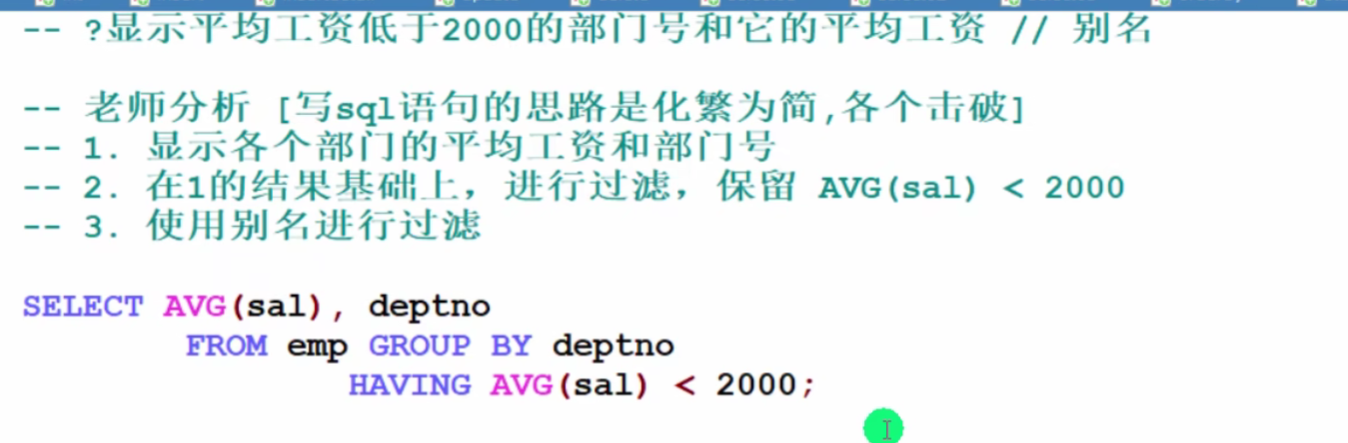 -- ?显示平均工资低于2000的部门号和它的平均工资 // 别名
-- 老师分析 [写sql语句的思路是化繁为简,各个击破]
-- 1. 显示各个部门的平均工资和部门号
-- 2. 在1的结果基础上，进行过滤，保留 AVG(sal) < 2000
-- 3. 使用别名进行过滤
SELECT AVG(sal), deptno
FROM emp GROUP BY deptno
HAVING AVG(sal) < 2000;